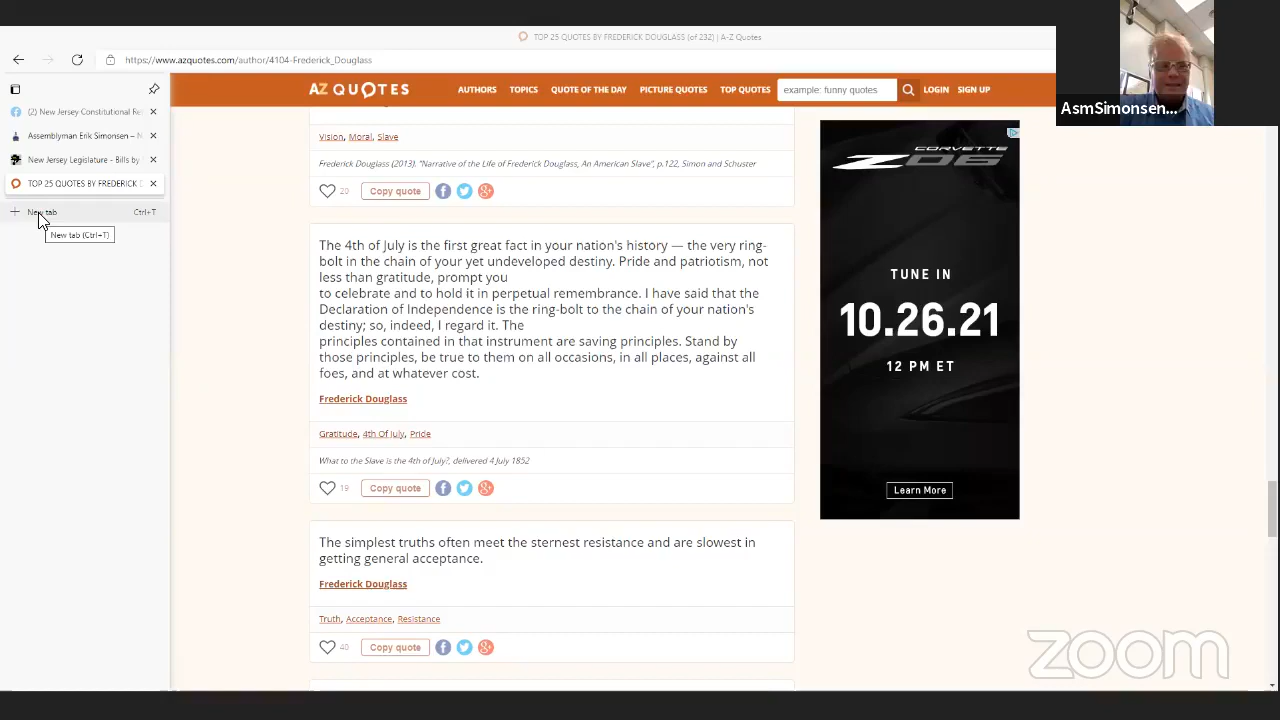 TOP 25 QUOTES BY FREDERICK DOUGLASS (of 232) | A-Z Quotes
https://www.azquotes.com/author/4104-Frederick_Douglass
(2) New Jersey Constitutional Re
Assemblyman Erik Simonsen – N
New Jersey Legislature - Bills by
TOP 25 QUOTES BY FREDERICK D
New tab Ctrl+T
New tab (Ctrl+T)
AZ QUOTES AUTHORS TOPICS QUOTE OF THE DAY PICTURE QUOTES TOP QUOTES example: funny quotes LOGIN SIGN UP
AsmSimonsen...
Vision, Moral, Slave
Frederick Douglass (2013). "Narrative of the Life of Frederick Douglass, An American Slave", p.122, Simon and Schuster
20 Copy quote
The 4th of July is the first great fact in your nation's history — the very ring-
bolt in the chain of your yet undeveloped destiny. Pride and patriotism, not
less than gratitude, prompt you
to celebrate and to hold it in perpetual remembrance. I have said that the
Declaration of Independence is the ring-bolt to the chain of your nation's
destiny; so, indeed, I regard it. The
principles contained in that instrument are saving principles. Stand by
those principles, be true to them on all occasions, in all places, against all
foes, and at whatever cost.
Frederick Douglass
Gratitude, 4th Of July, Pride
What to the Slave is the 4th of July?, delivered 4 July 1852
19 Copy quote
The simplest truths often meet the sternest resistance and are slowest in
getting general acceptance.
Frederick Douglass
Truth, Acceptance, Resistance
40 Copy quote
CORVETTE
Z06
TUNE IN
10.26.21
12 PM ET
Learn More
zoom